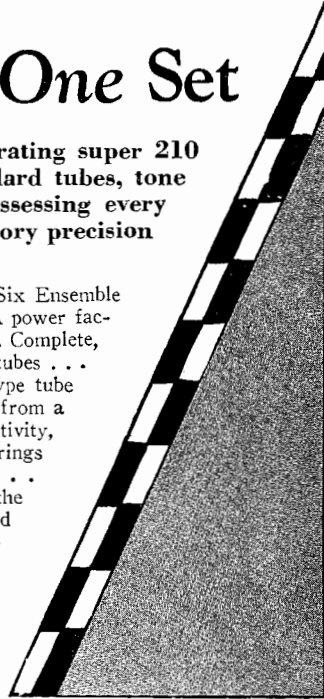 One Set
rating super 210
lard tubes, tone
ssessing every
ory precision
Six Ensemble
power fac-
Complete,
tubes . . .
ype tube
from a
tivity,
rings
. .
the
d